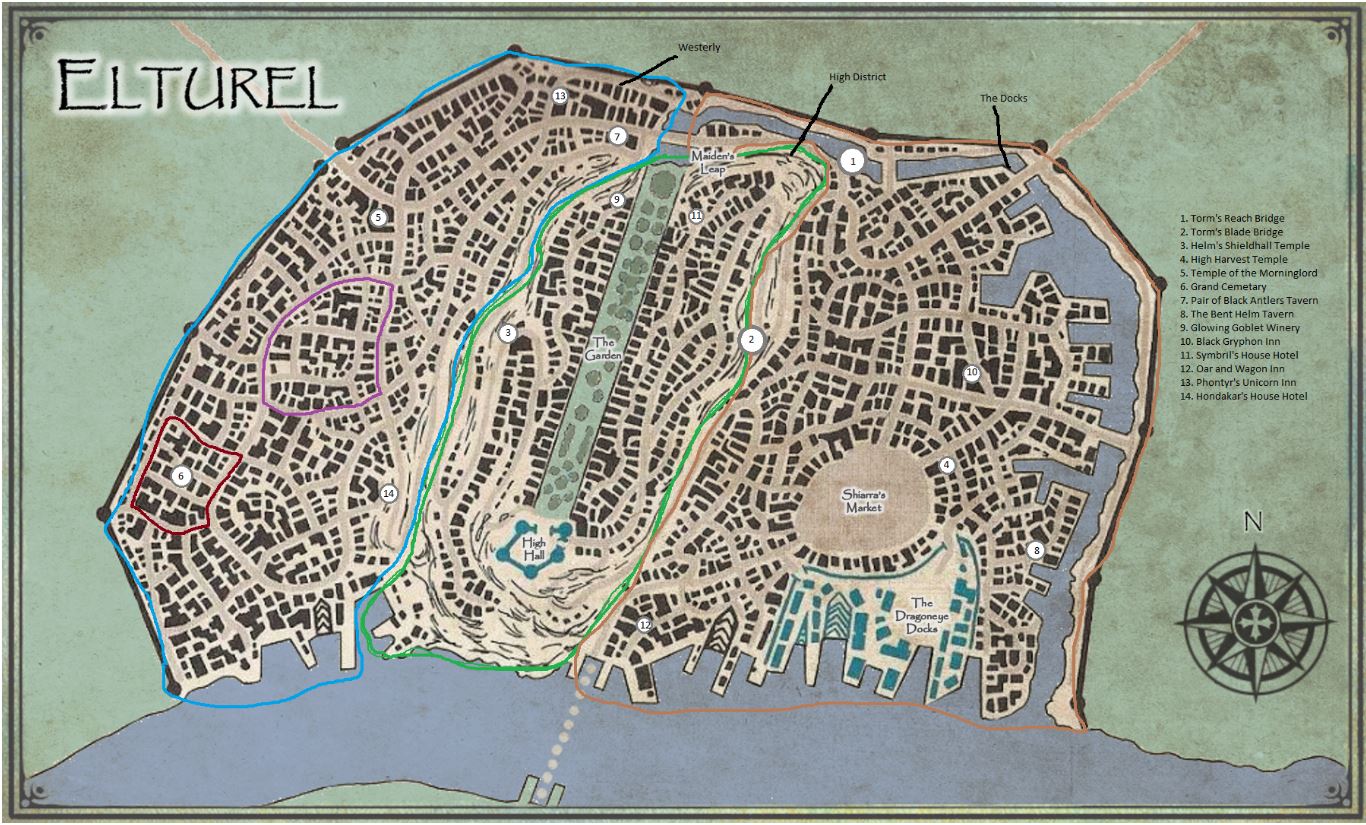 ELTUREL
Westerly
High District
The Docks
13
7
Maiden's
Leap
1
9
11
5
1. Torm's Reach Bridge
2. Torm's Blade Bridge
3. Helm's Shieldhall Temple
4. High Harvest Temple
5. Temple of the Morninglord
6. Grand Cemetary
7. Pair of Black Antlers Tavern
8. The Bent Helm Tavern
9. Glowing Goblet Winery
10. Black Gryphon Inn
11. Symbril's House Hotel
12. Oar and Wagon Inn
13. Phontyr's Unicorn Inn
14. Hondakar's House Hotel
3
The
Garden
2
10
4
6
14
Shiarra's
Market
N
High
Hall
8
The
Dragoneye
Docks
12